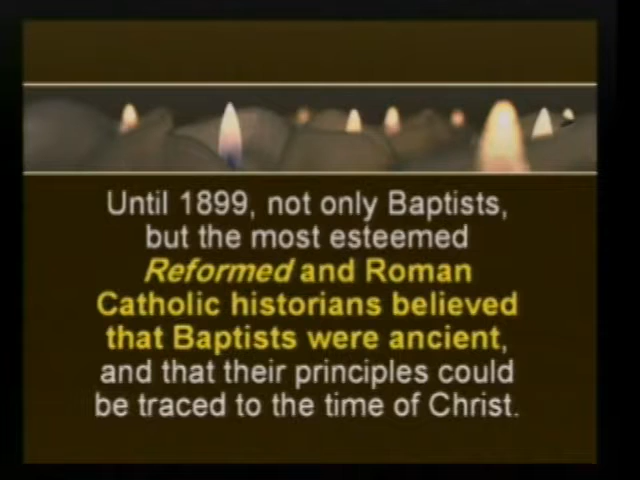 Until 1899, not only Baptists,
but the most esteemed
Reformed and Roman
Catholic historians believed
that Baptists were ancient,
and that their principles could
be traced to the time of Christ.